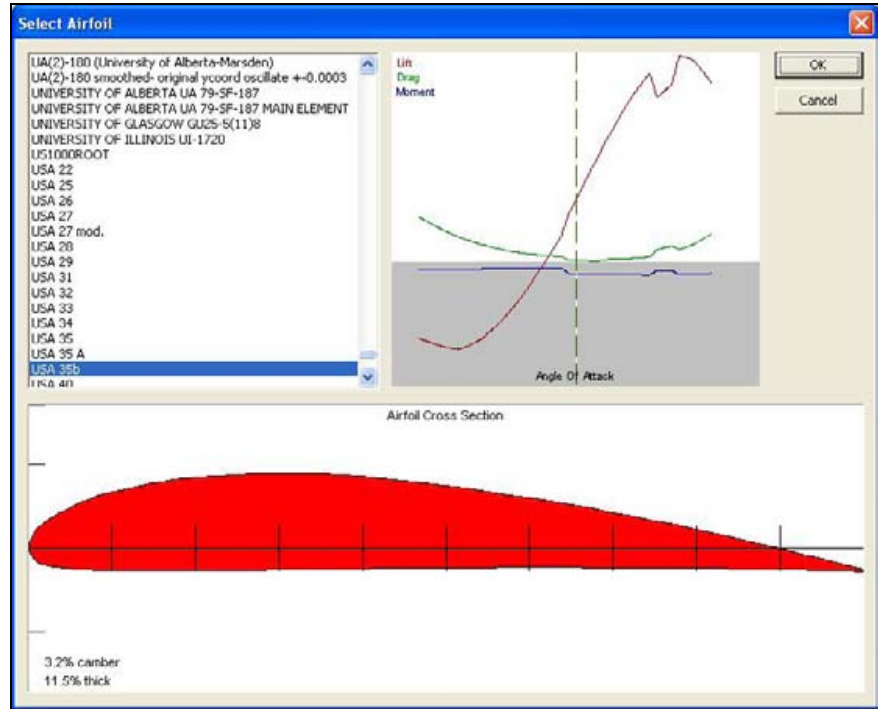 Select Airfoil
UA(2)-180 (University of Alberta-Marsden)
UA(2)-180 smoothed- original ycoord oscillate +-0.0003
UNIVERSITY OF ALBERTA UA 79-SF-187
UNIVERSITY OF ALBERTA UA 79-SF-187 MAIN ELEMENT
UNIVERSITY OF GLASGOW GU25-5(11)8
UNIVERSITY OF ILLINOIS UI-1720
US1000ROOT
USA 22
USA 25
USA 26
USA 27
USA 27 mod.
USA 28
USA 29
USA 31
USA 32
USA 33
USA 34
USA 35
USA 35 A
USA 35b
USA 40
Lift
Drag
Moment
Angle Of Attack
OK
Cancel
Airfoil Cross Section
3.2% camber
11.5% thick